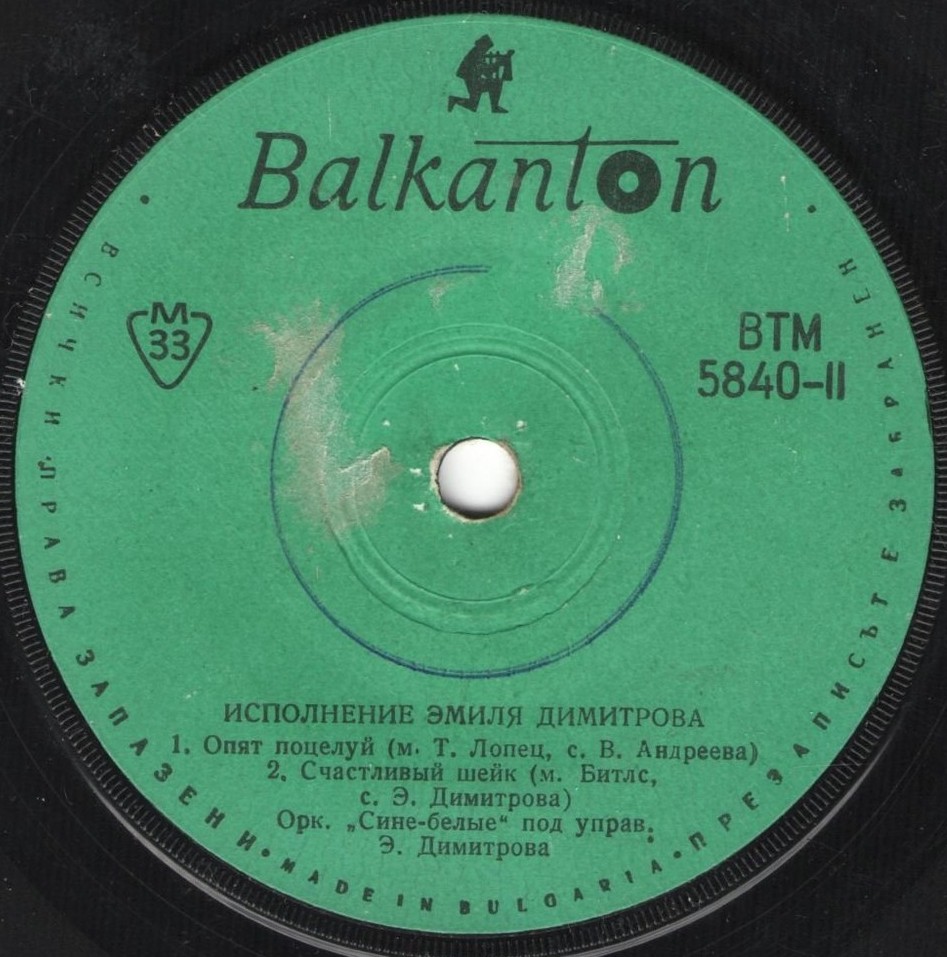 Balkanton
М
33
ВТМ
5840-II
ИСПОЛНЕНИЕ ЭМИЛЯ ДИМИТРОВА
1. Опят поцелуй (м. Т. Лопец, с. В. Андреева)
2. Счастливый шейк (м. Битлс,
с. Э. Димитрова)
Орк. „Сине-белые“ под управ.
Э. Димитрова
• ВСИЧКИ ПРАВА ЗАПАЗЕНИ • MADE IN BULGARIA • ПРЕЗАПИСЪТ Е ЗАБРАНЕН •